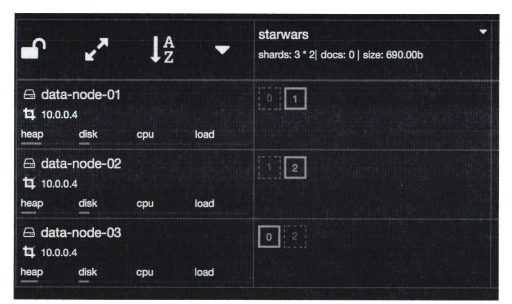 A
Z
starwars
shards: 3 * 2| docs: 0 | size: 690.00b
data-node-01
10.0.0.4
heap disk cpu load
0 1
data-node-02
10.0.0.4
heap disk cpu load
1 2
data-node-03
10.0.0.4
heap disk cpu load
0 2